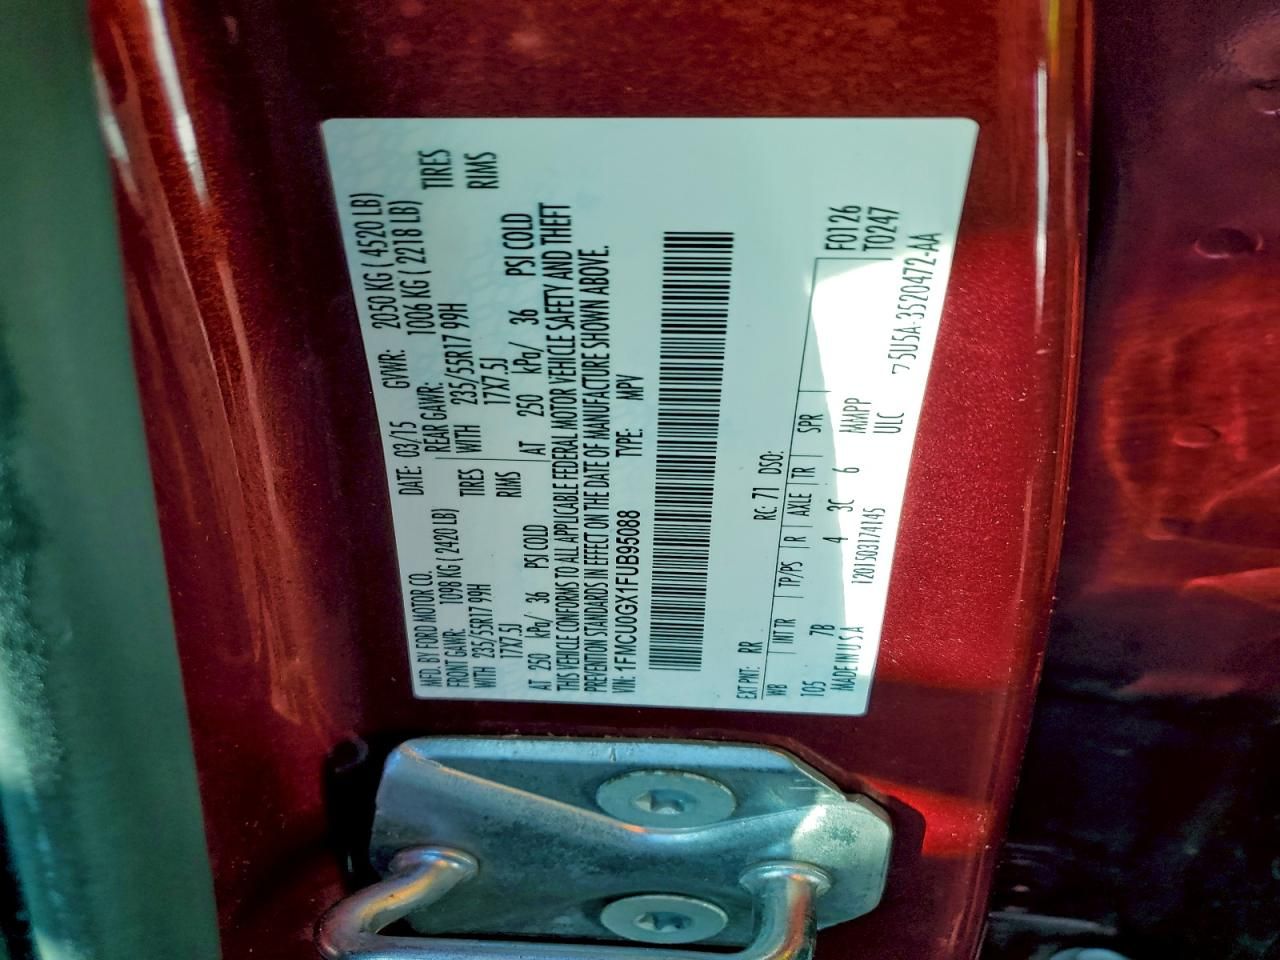 MFD. BY FORD MOTOR CO. DATE: 03/15 GVWR: 2050 KG ( 4520 LB)
FRONT GAWR: 1098 KG ( 2420 LB) REAR GAWR: 1006 KG ( 2218 LB)
WITH 235/55R17 99H TIRES WITH 235/55R17 99H TIRES
17X7.5J RIMS 17X7.5J RIMS
AT 250 kPa/ 36 PSI COLD AT 250 kPa/ 36 PSI COLD
THIS VEHICLE CONFORMS TO ALL APPLICABLE FEDERAL MOTOR VEHICLE SAFETY AND THEFT
PREVENTION STANDARDS IN EFFECT ON THE DATE OF MANUFACTURE SHOWN ABOVE.
VIN: 1FMCU0GX1FUB95088 TYPE: MPV
EXT PNT: RR RC: 71 DSO: F0126
WB INT TR TP/PS R AXLE TR SPR T0247
105 7B 4 3C 6 MMPP
MADE IN U.S.A 1201503174145 ULC
5U5A-3520472-AA